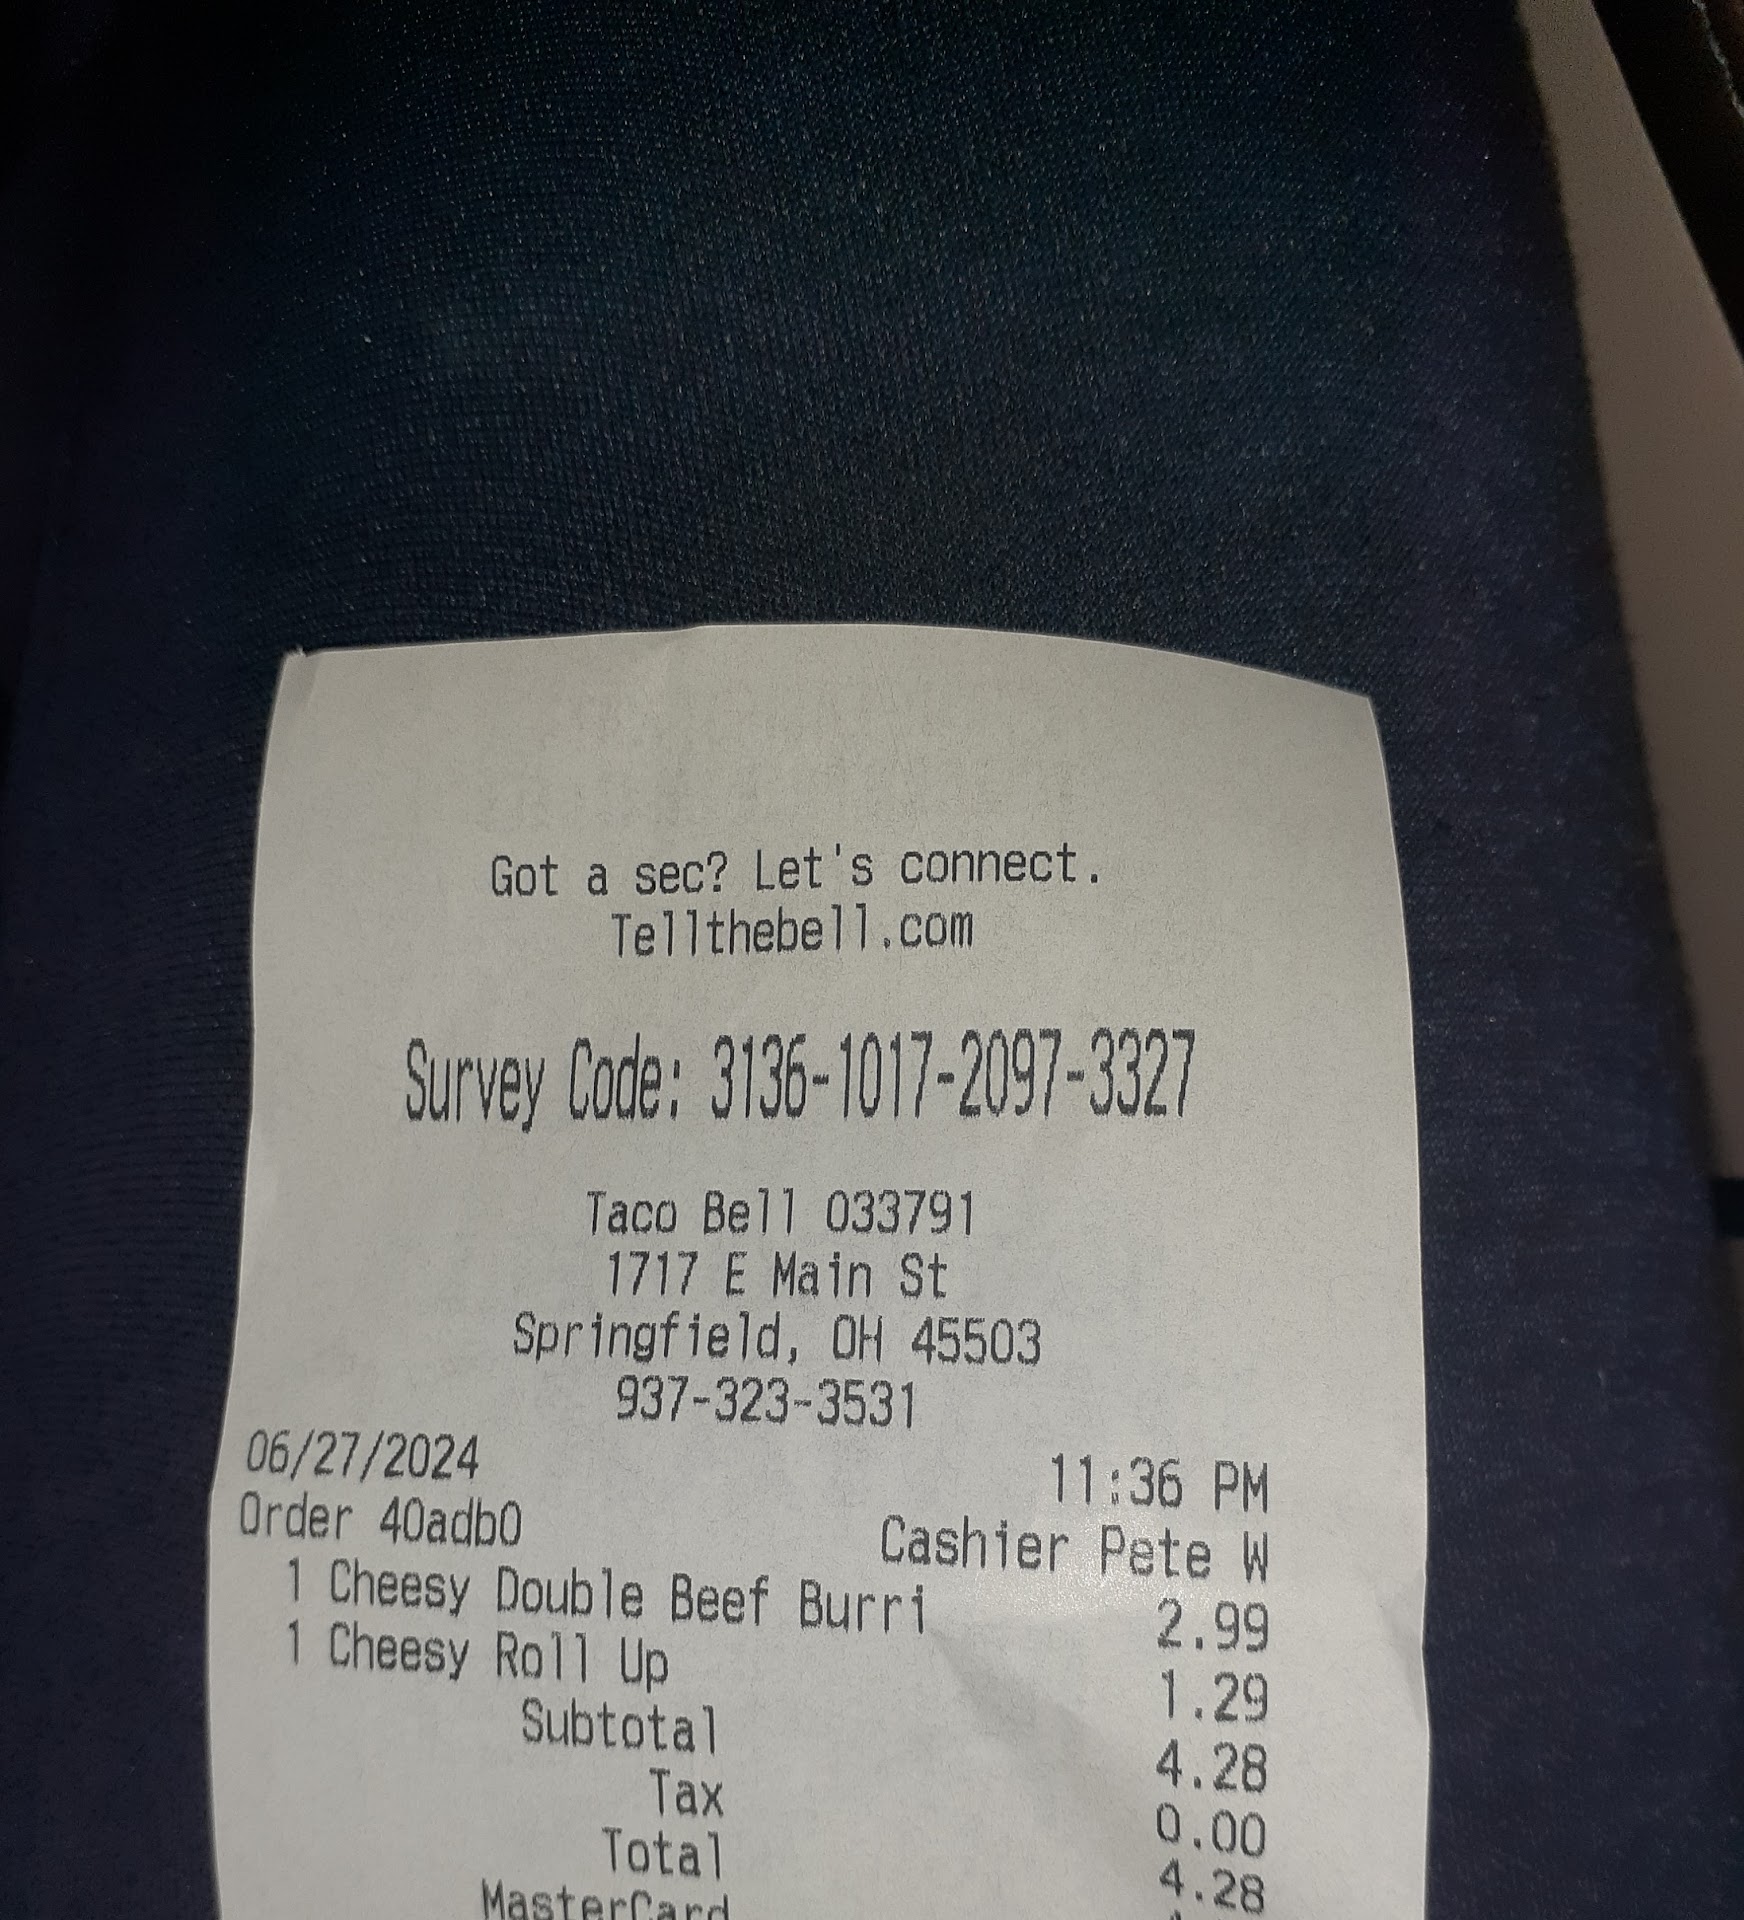 Got a sec? Let's connect.
Tellthebell.com
Survey Code: 3136-1017-2097-3327
Taco Bell 033791
1717 E Main St
Springfield, OH 45503
937-323-3531
06/27/2024 11:36 PM
Order 40adb0 Cashier Pete W
1 Cheesy Double Beef Burri 2.99
1 Cheesy Roll Up 1.29
Subtotal 4.28
Tax 0.00
Total 4.28
MasterCard